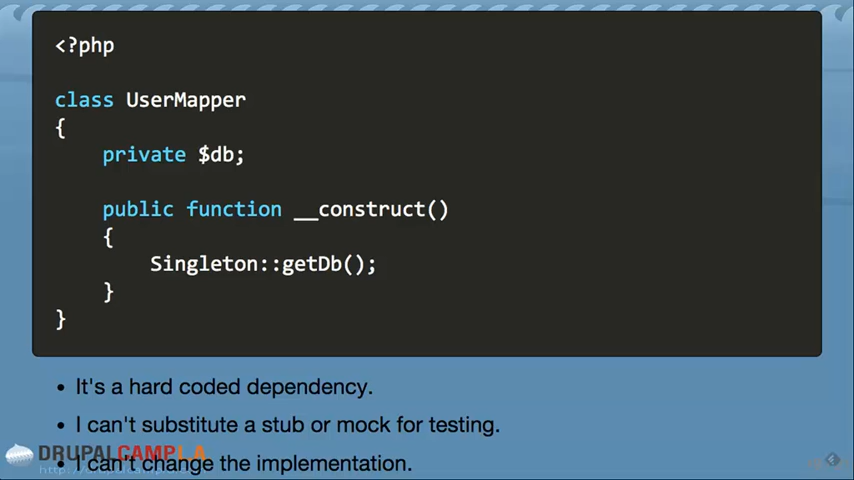 <?php
class UserMapper
{
private $db;
public function __construct()
{
Singleton::getDb();
}
}
• It's a hard coded dependency.
• I can't substitute a stub or mock for testing.
• I can't change the implementation.
DRUPALCAMPLA